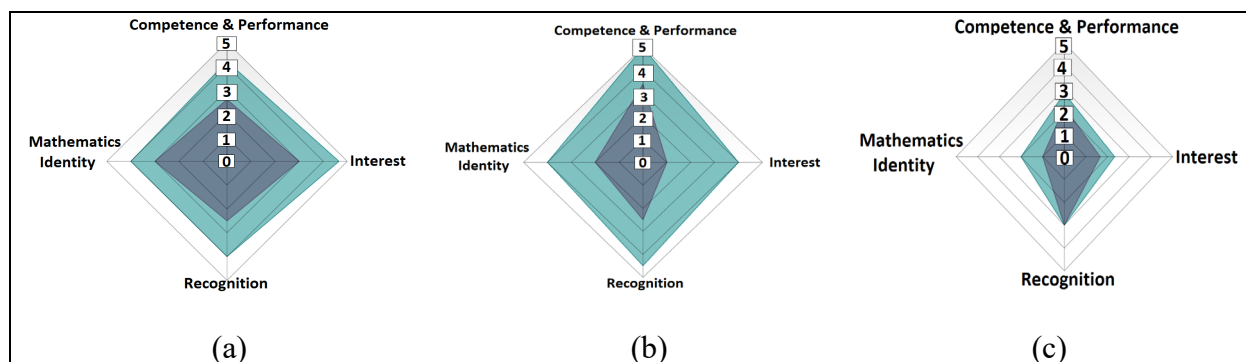 Competence & Performance
5
4
3
2
1
0
Mathematics
Identity
Interest
Recognition
(a)
Competence & Performance
5
4
3
2
1
0
Mathematics
Identity
Interest
Recognition
(b)
Competence & Performance
5
4
3
2
1
0
Mathematics
Identity
Interest
Recognition
(c)